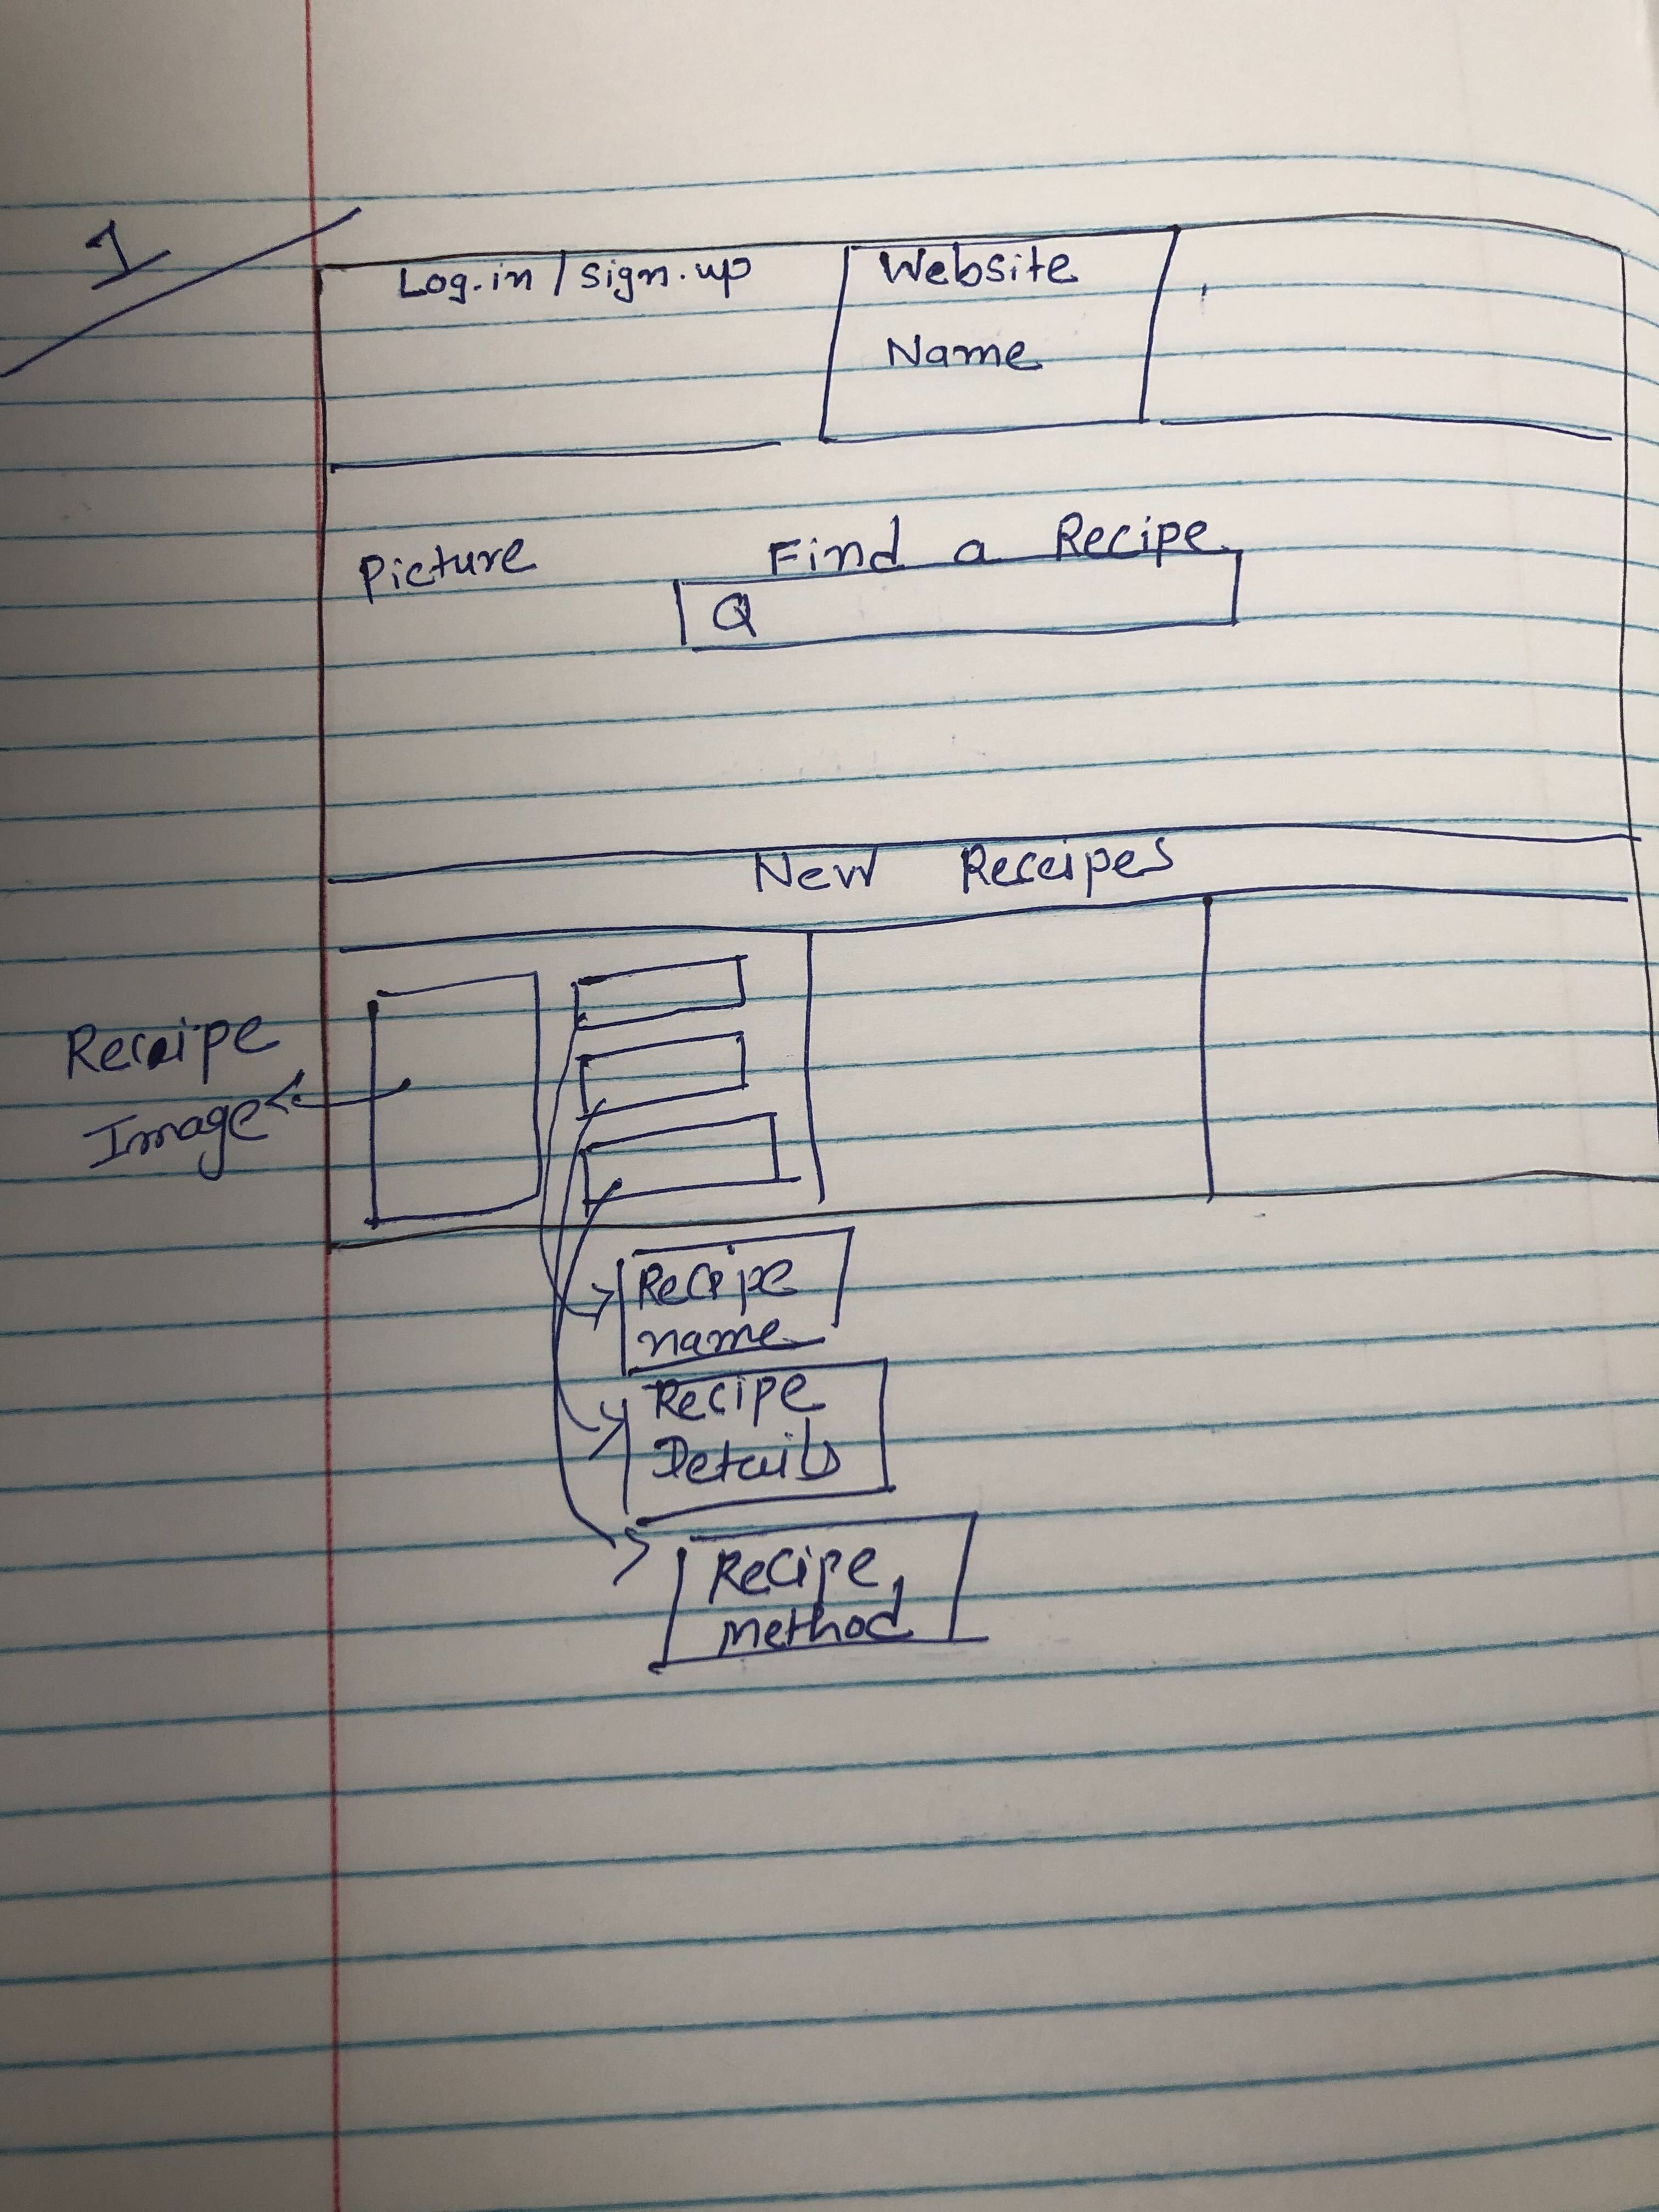 1
Log.in / sign.up
Website
Name
Picture
Find a Recipe
New Receipes
Receipe
Image
Recipe
name
Recipe
Details
Recipe
method